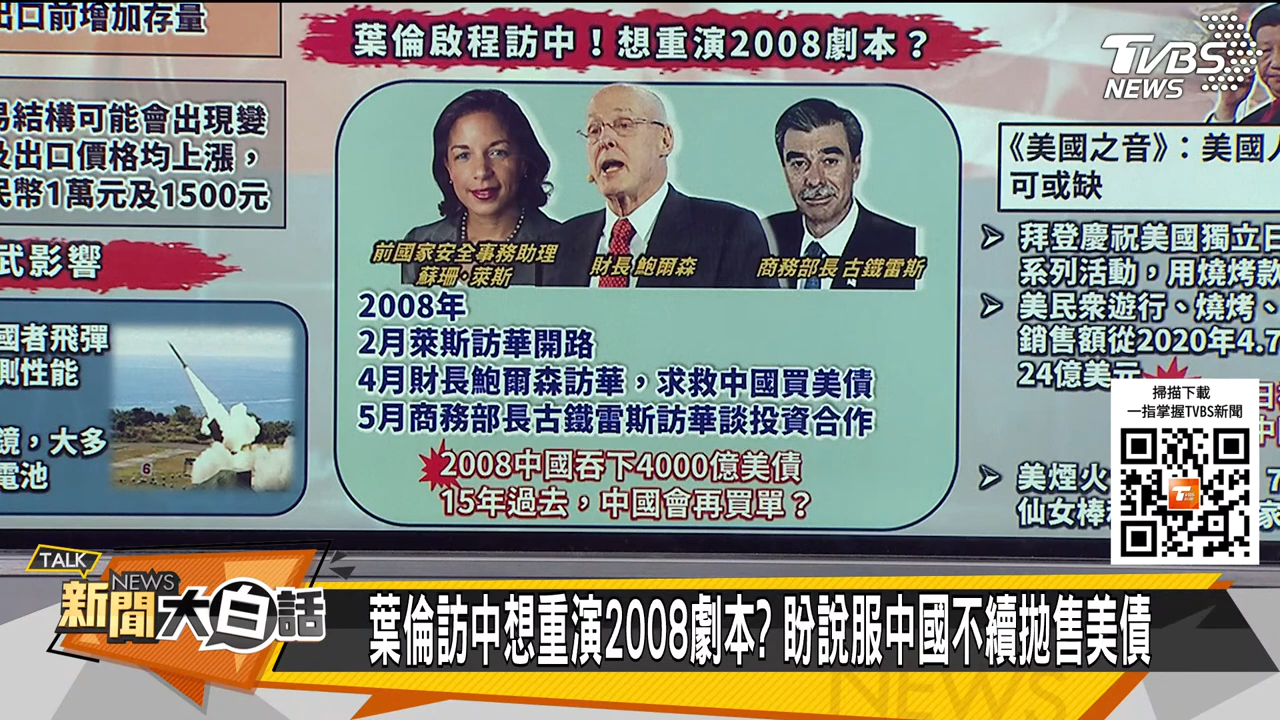 出口前增加存量
易結構可能會出現變
及出口價格均上漲，
民幣1萬元及1500元
武影響
國者飛彈
測性能
鏡，大多
電池
6
葉倫啟程訪中！想重演2008劇本？
前國家安全事務助理
蘇珊·萊斯
財長 鮑爾森
商務部長 古鐵雷斯
2008年
2月萊斯訪華開路
4月財長鮑爾森訪華，求救中國買美債
5月商務部長古鐵雷斯訪華談投資合作
2008中國吞下4000億美債
15年過去，中國會再買單？
TVBS
NEWS
《美國之音》：美國人
可或缺
拜登慶祝美國獨立日
系列活動，用燒烤款
美民眾遊行、燒烤、
銷售額從2020年4.7
24億美元
美煙火
仙女棒
掃描下載
一指掌握TVBS新聞
TALK
NEWS
新聞大白話
葉倫訪中想重演2008劇本? 盼說服中國不續拋售美債
NEWS